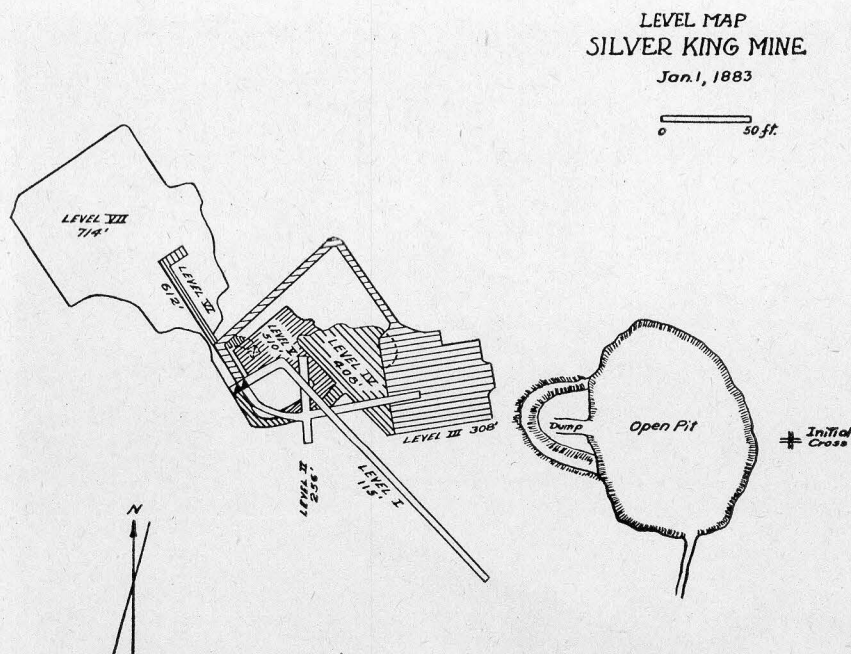 LEVEL MAP
SILVER KING MINE
Jan. 1, 1883
0 50 ft.
LEVEL VII
714'
LEVEL VI
612'
LEVEL V
510'
LEVEL IV
408'
LEVEL III 308'
LEVEL II
256'
LEVEL I
115'
Dump
Open Pit
Initial
Cross
N